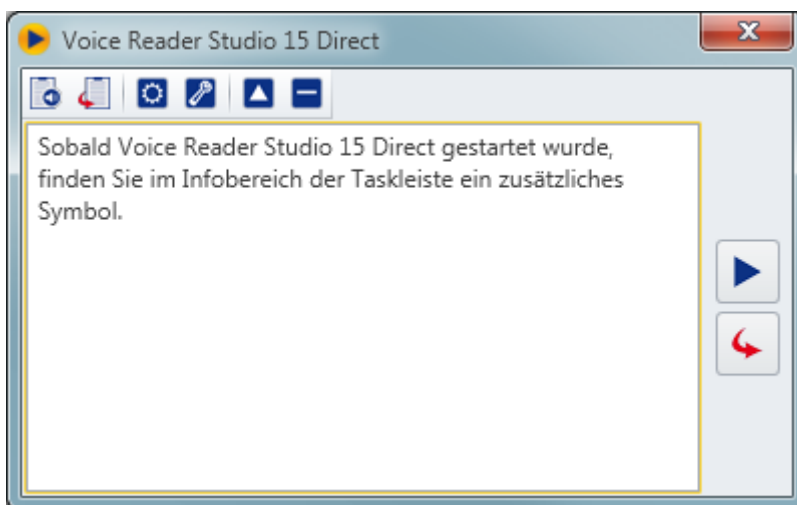 Voice Reader Studio 15 Direct
Sobald Voice Reader Studio 15 Direct gestartet wurde,
finden Sie im Infobereich der Taskleiste ein zusätzliches
Symbol.